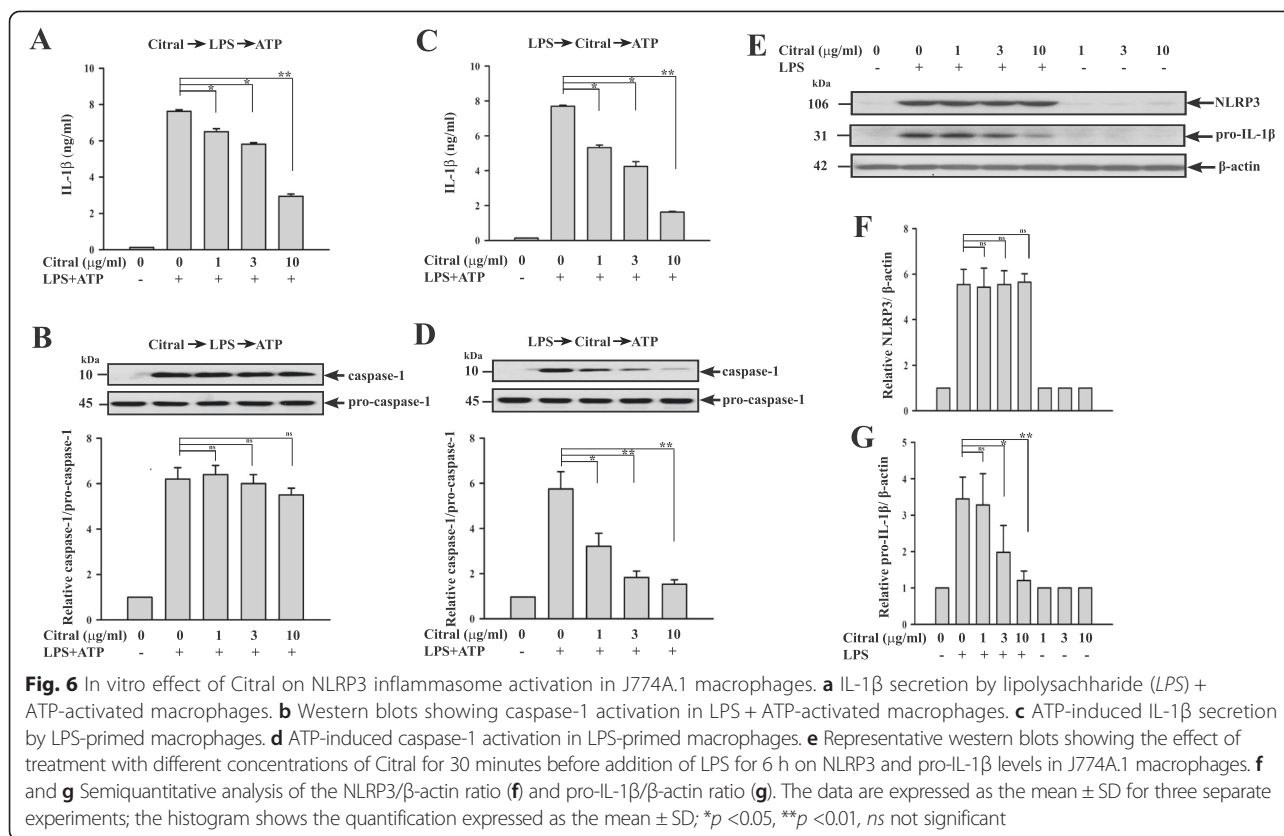 A
Citral → LPS → ATP
IL-1β (ng/ml)
10
8
6
4
2
0
** 
*
*
Citral (μg/ml) 0 0 1 3 10
LPS+ATP - + + + +
B
Citral → LPS → ATP
kDa
10 caspase-1
45 pro-caspase-1
Relative caspase-1/pro-caspase-1
8
6
4
2
0
ns
ns
ns
Citral (μg/ml) 0 0 1 3 10
LPS+ATP - + + + +
C
LPS → Citral → ATP
IL-1β (ng/ml)
10
8
6
4
2
0
**
*
*
Citral (μg/ml) 0 0 1 3 10
LPS+ATP - + + + +
D
LPS → Citral → ATP
kDa
10 caspase-1
45 pro-caspase-1
Relative caspase-1/pro-caspase-1
8
6
4
2
0
**
**
*
Citral (μg/ml) 0 0 1 3 10
LPS+ATP - + + + +
E
Citral (μg/ml) 0 0 1 3 10 1 3 10
LPS - + + + + - - -
kDa
106 NLRP3
31 pro-IL-1β
42 β-actin
F
Relative NLRP3/ β-actin
8
6
4
2
0
ns
ns
ns
G
Relative pro-IL-1β/ β-actin
5
4
3
2
1
0
**
*
ns
Citral (μg/ml) 0 0 1 3 10 1 3 10
LPS - + + + + - - -
Fig. 6 In vitro effect of Citral on NLRP3 inflammasome activation in J774A.1 macrophages. a IL-1β secretion by lipolysachharide (LPS) +
ATP-activated macrophages. b Western blots showing caspase-1 activation in LPS + ATP-activated macrophages. c ATP-induced IL-1β secretion
by LPS-primed macrophages. d ATP-induced caspase-1 activation in LPS-primed macrophages. e Representative western blots showing the effect of
treatment with different concentrations of Citral for 30 minutes before addition of LPS for 6 h on NLRP3 and pro-IL-1β levels in J774A.1 macrophages. f
and g Semiquantitative analysis of the NLRP3/β-actin ratio (f) and pro-IL-1β/β-actin ratio (g). The data are expressed as the mean ± SD for three separate
experiments; the histogram shows the quantification expressed as the mean ± SD; *p <0.05, **p <0.01, ns not significant